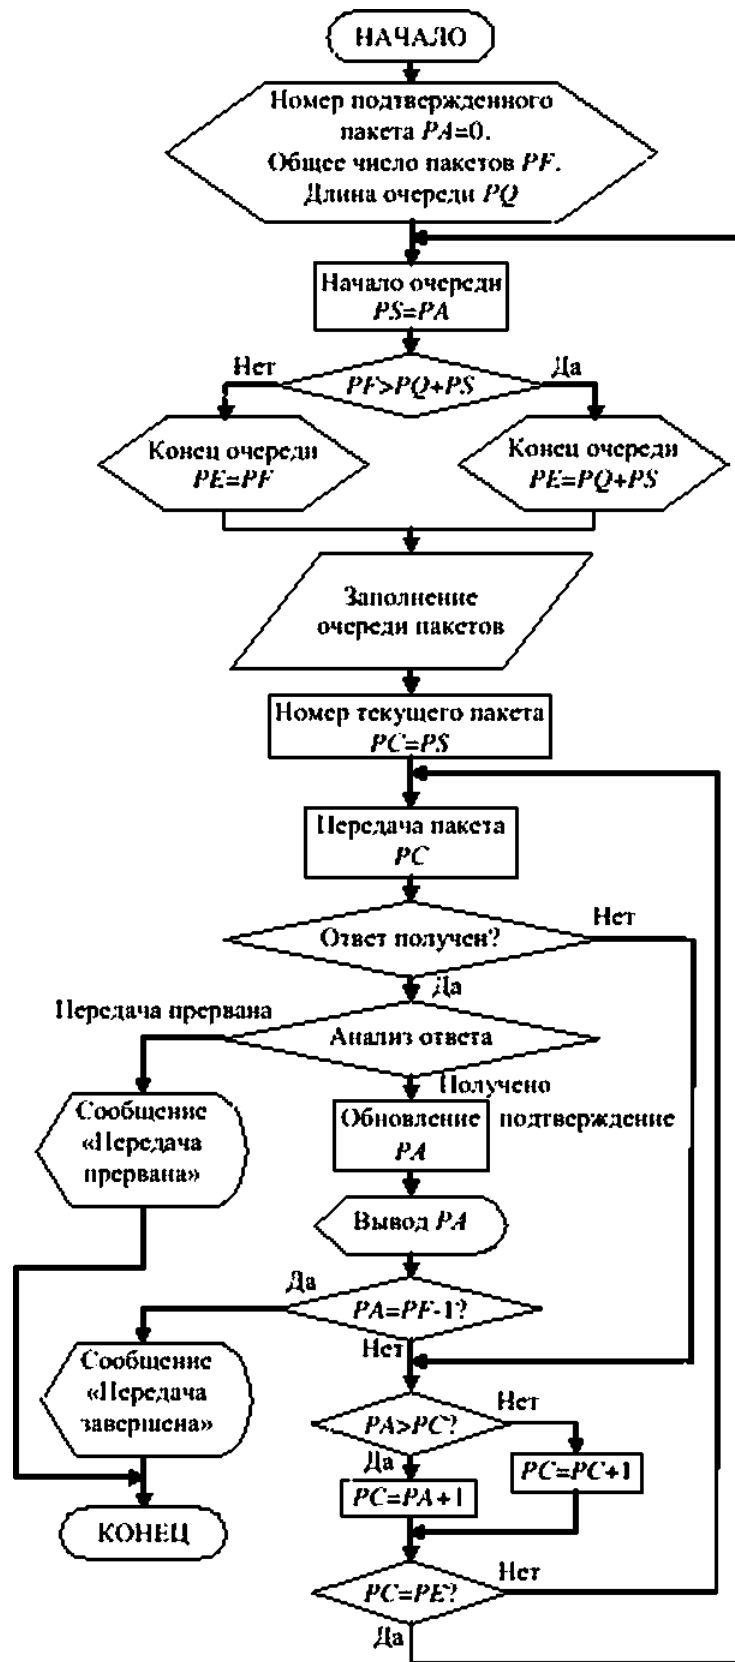 НАЧАЛО
Номер подтвержденного
пакета PA=0.
Общее число пакетов PF.
Длина очереди PQ
Начало очереди
PS=PA
Нет
PF>PQ+PS
Да
Конец очереди
PE=PF
Конец очереди
PE=PQ+PS
Заполнение
очереди пакетов
Номер текущего пакета
PC=PS
Передача пакета
PC
Ответ получен?
Нет
Да
Передача прервана
Анализ ответа
Получено
подтверждение
Сообщение
«Передача
прервана»
Обновление
PA
Вывод PA
Да
PA=PF-1?
Нет
Сообщение
«Передача
завершена»
PA>PC?
Нет
Да
PC=PC+1
PC=PA+1
КОНЕЦ
PC=PE?
Нет
Да